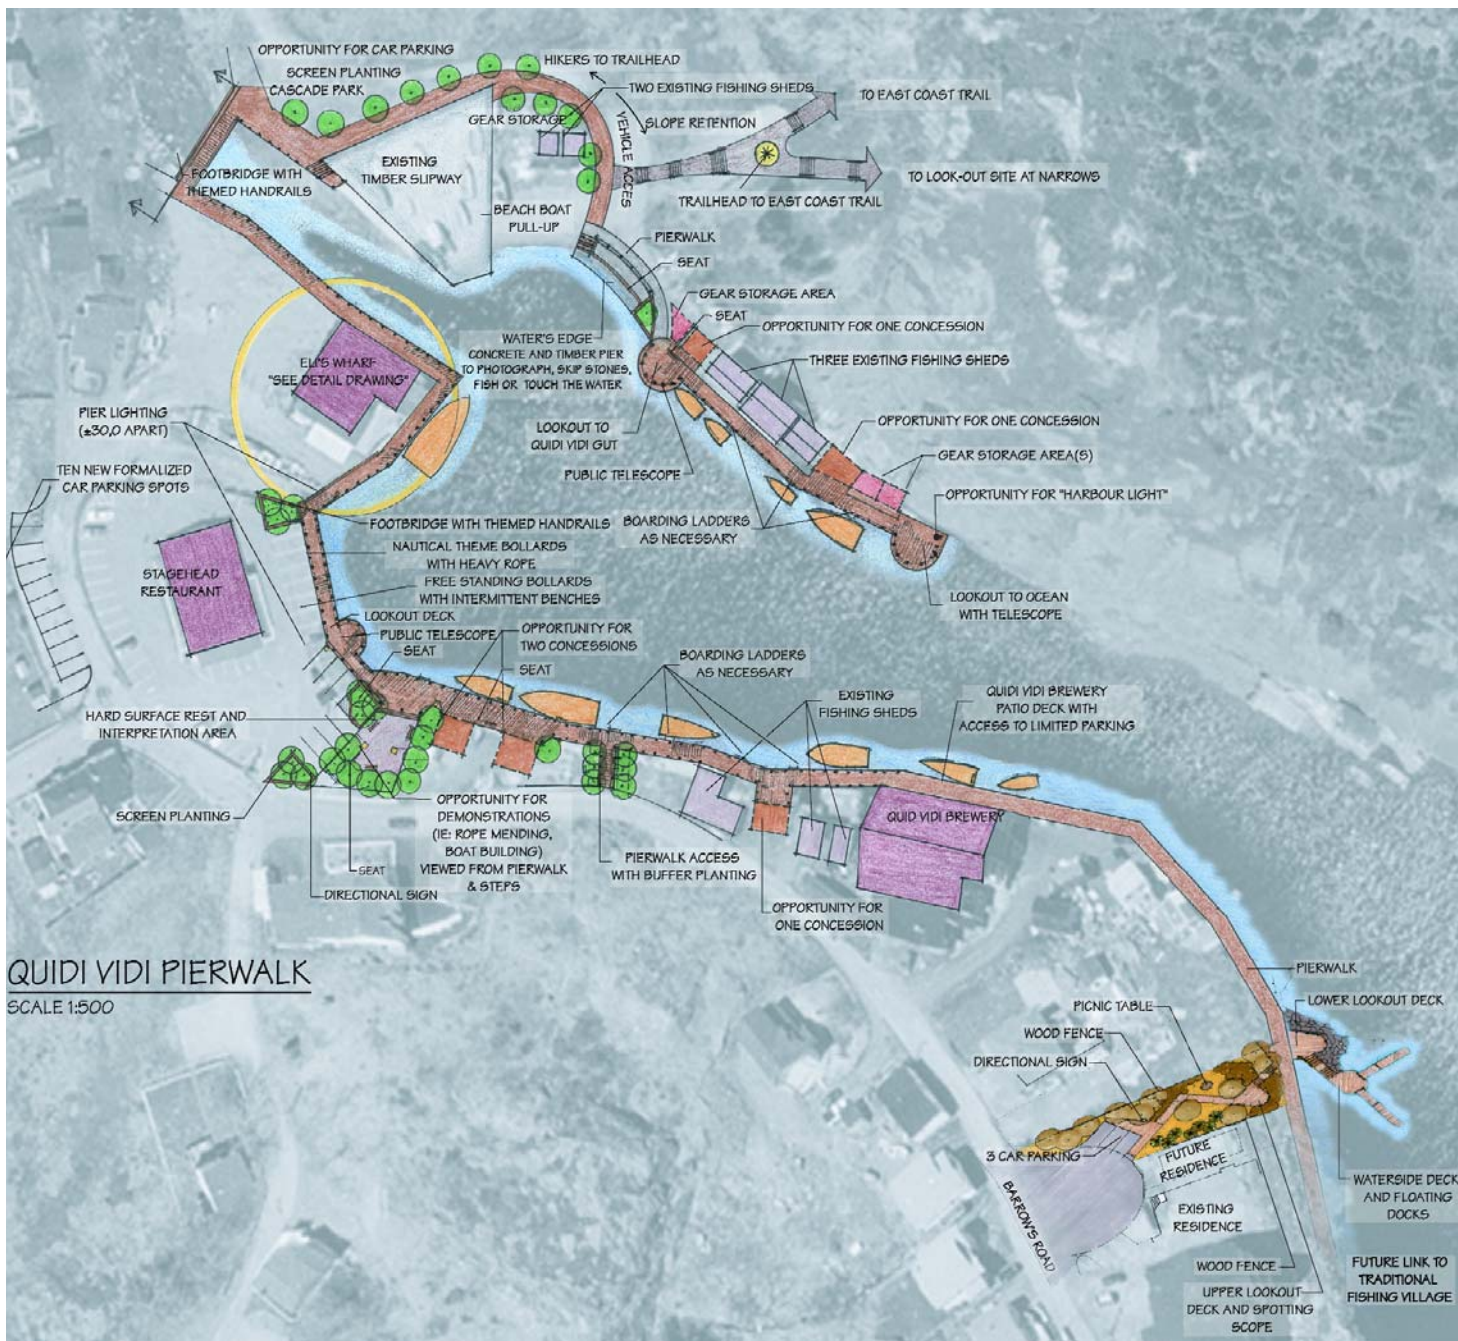 OPPORTUNITY FOR CAR PARKING
SCREEN PLANTING
CASCADE PARK
HIKERS TO TRAILHEAD
TWO EXISTING FISHING SHEDS
GEAR STORAGE
SLOPE RETENTION
VEHICLE ACCES
TO EAST COAST TRAIL
TO LOOK-OUT SITE AT NARROWS
TRAILHEAD TO EAST COAST TRAIL
EXISTING
TIMBER SLIPWAY
FOOTBRIDGE WITH
THEMED HANDRAILS
BEACH BOAT
PULL-UP
PIERWALK
SEAT
GEAR STORAGE AREA
SEAT
OPPORTUNITY FOR ONE CONCESSION
WATER'S EDGE
CONCRETE AND TIMBER PIER
TO PHOTOGRAPH, SKIP STONES,
FISH OR TOUCH THE WATER
THREE EXISTING FISHING SHEDS
ELI'S WHARF
"SEE DETAIL DRAWING"
PIER LIGHTING
(±30.0 APART)
LOOKOUT TO
QUIDI VIDI GUT
OPPORTUNITY FOR ONE CONCESSION
GEAR STORAGE AREA(S)
PUBLIC TELESCOPE
TEN NEW FORMALIZED
CAR PARKING SPOTS
OPPORTUNITY FOR "HARBOUR LIGHT"
FOOTBRIDGE WITH THEMED HANDRAILS
BOARDING LADDERS
AS NECESSARY
NAUTICAL THEME BOLLARDS
WITH HEAVY ROPE
STAGEHEAD
RESTAURANT
FREE STANDING BOLLARDS
WITH INTERMITTENT BENCHES
LOOKOUT TO OCEAN
WITH TELESCOPE
LOOKOUT DECK
PUBLIC TELESCOPE
SEAT
OPPORTUNITY FOR
TWO CONCESSIONS
SEAT
BOARDING LADDERS
AS NECESSARY
EXISTING
FISHING SHEDS
QUIDI VIDI BREWERY
PATIO DECK WITH
ACCESS TO LIMITED PARKING
HARD SURFACE REST AND
INTERPRETATION AREA
SCREEN PLANTING
OPPORTUNITY FOR
DEMONSTRATIONS
(IE: ROPE MENDING,
BOAT BUILDING)
VIEWED FROM PIERWALK
& STEPS
SEAT
DIRECTIONAL SIGN
PIERWALK ACCESS
WITH BUFFER PLANTING
QUID VIDI BREWERY
OPPORTUNITY FOR
ONE CONCESSION
QUIDI VIDI PIERWALK
SCALE 1:500
PIERWALK
LOWER LOOKOUT DECK
PICNIC TABLE
WOOD FENCE
DIRECTIONAL SIGN
3 CAR PARKING
FUTURE
RESIDENCE
BARROW'S ROAD
EXISTING
RESIDENCE
WATERSIDE DECK
AND FLOATING
DOCKS
WOOD FENCE
UPPER LOOKOUT
DECK AND SPOTTING
SCOPE
FUTURE LINK TO
TRADITIONAL
FISHING VILLAGE